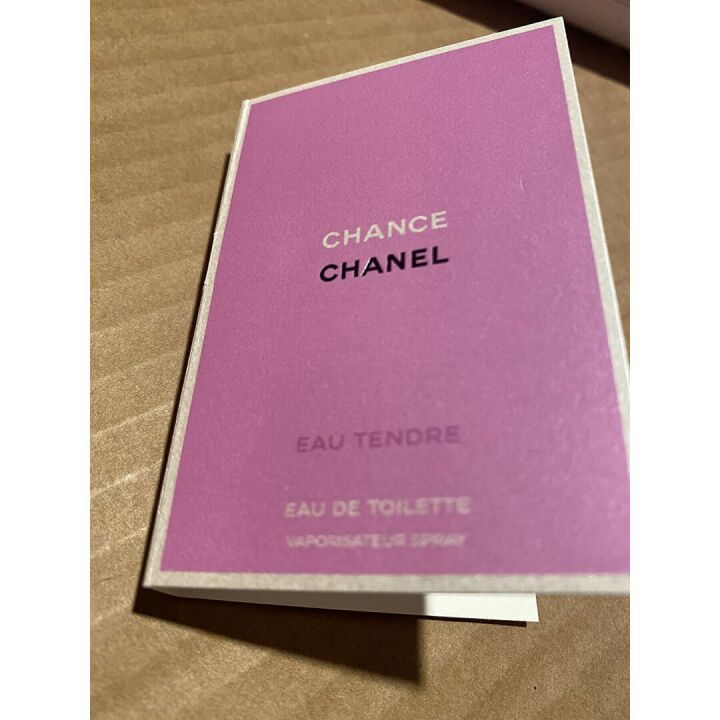 CHANCE
CHANEL
EAU TENDRE
EAU DE TOILETTE
VAPORISATEUR SPRAY